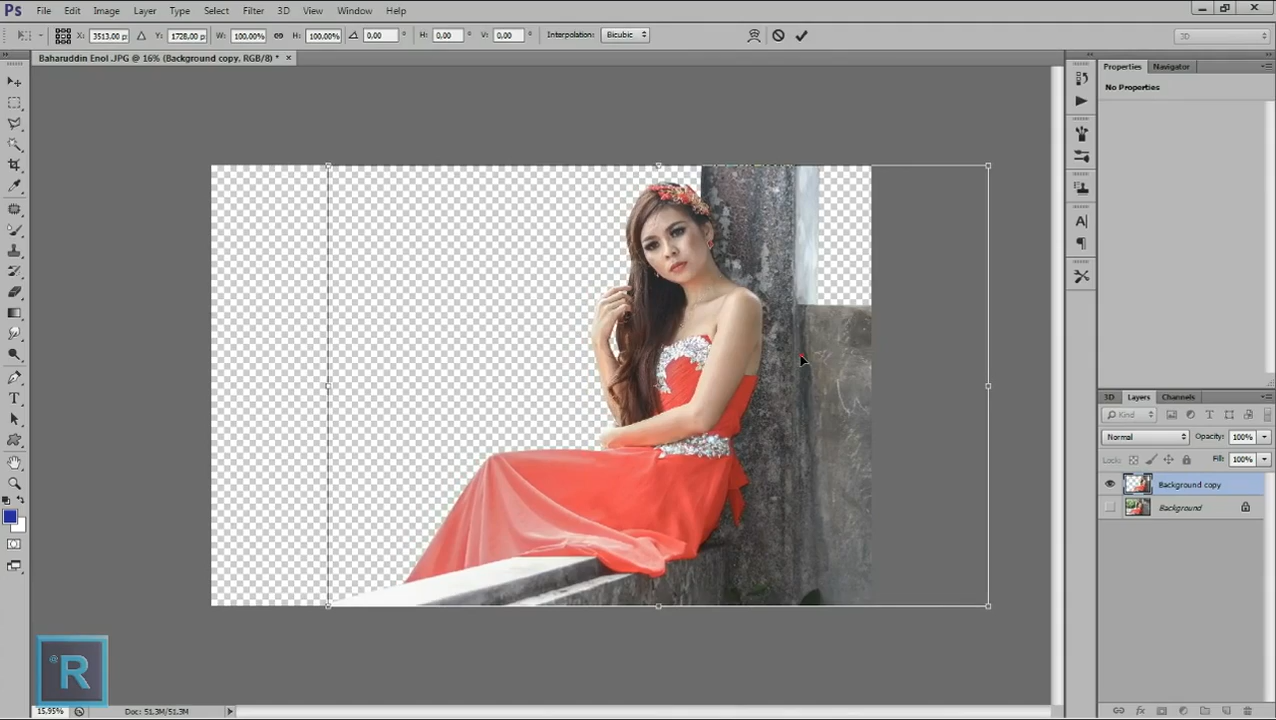 Ps File Edit Image Layer Type Select Filter 3D View Window Help
X: 3513.00 p Y: 1728.00 p W: 100.00% H: 100.00% 0,00 ° H: 0,00 ° V: 0,00 ° Interpolation: Bicubic 3D
Baharuddin Enol .JPG @ 16% (Background copy, RGB/8) * ×
Properties Navigator
No Properties
3D Layers Channels
Kind
Normal Opacity: 100%
Lock: Fill: 100%
Background copy
Background
@R
15,95% Doc: 51.3M/51.3M